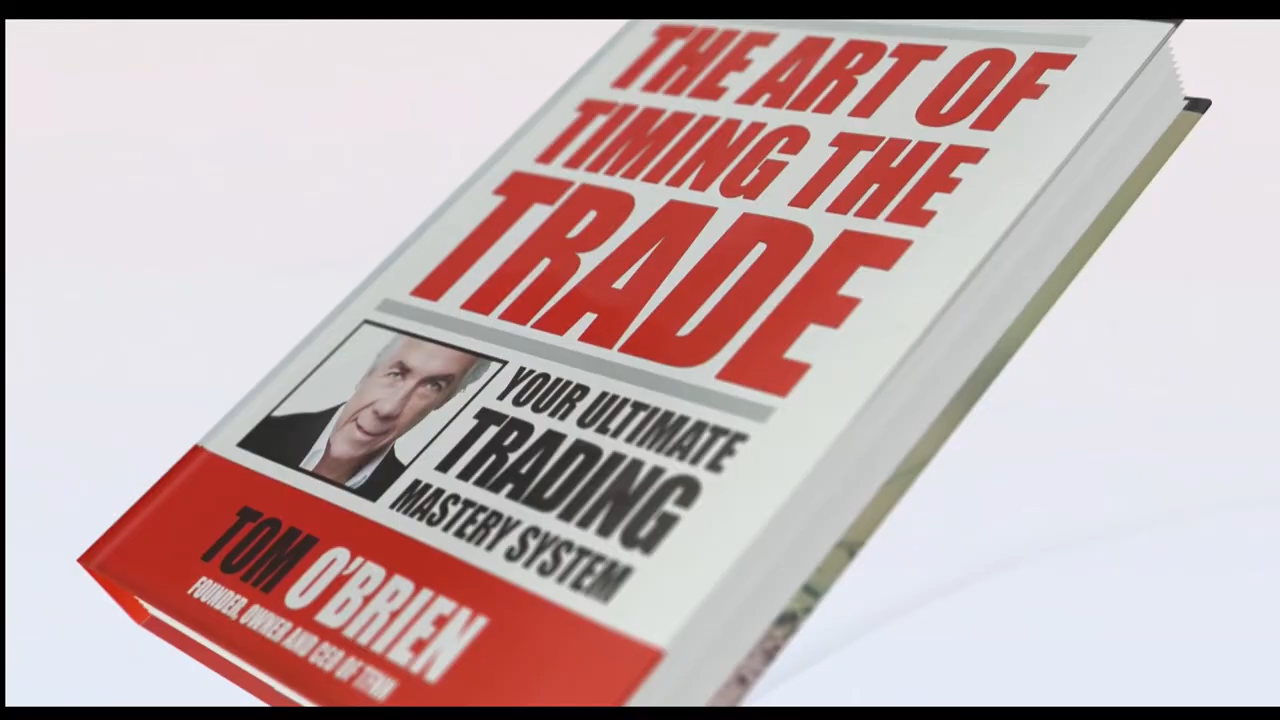 THE ART OF
TIMING THE
TRADE
YOUR ULTIMATE
TRADING
MASTERY SYSTEM
TOM O'BRIEN
FOUNDER, OWNER AND CEO OF TFNN